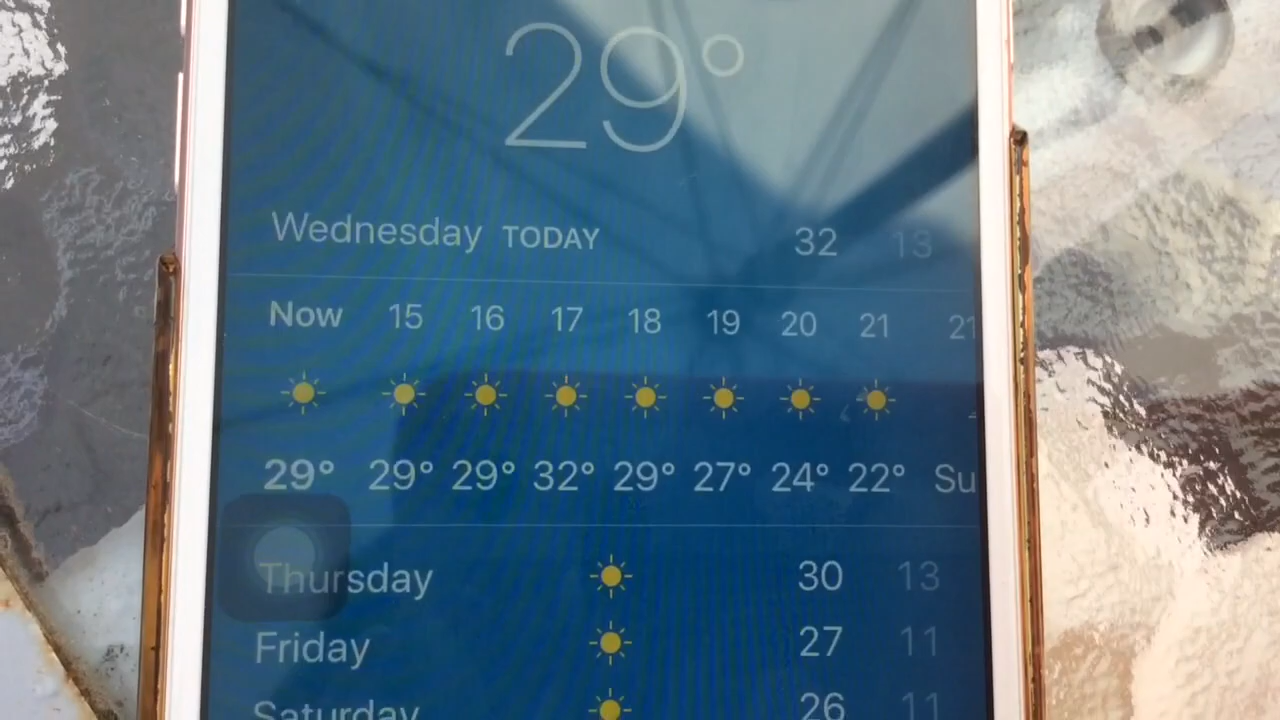 29°
Wednesday TODAY 32 13
Now 15 16 17 18 19 20 21 21
29° 29° 29° 32° 29° 27° 24° 22° Su
Thursday 30 13
Friday 27 11
Saturday 26 11